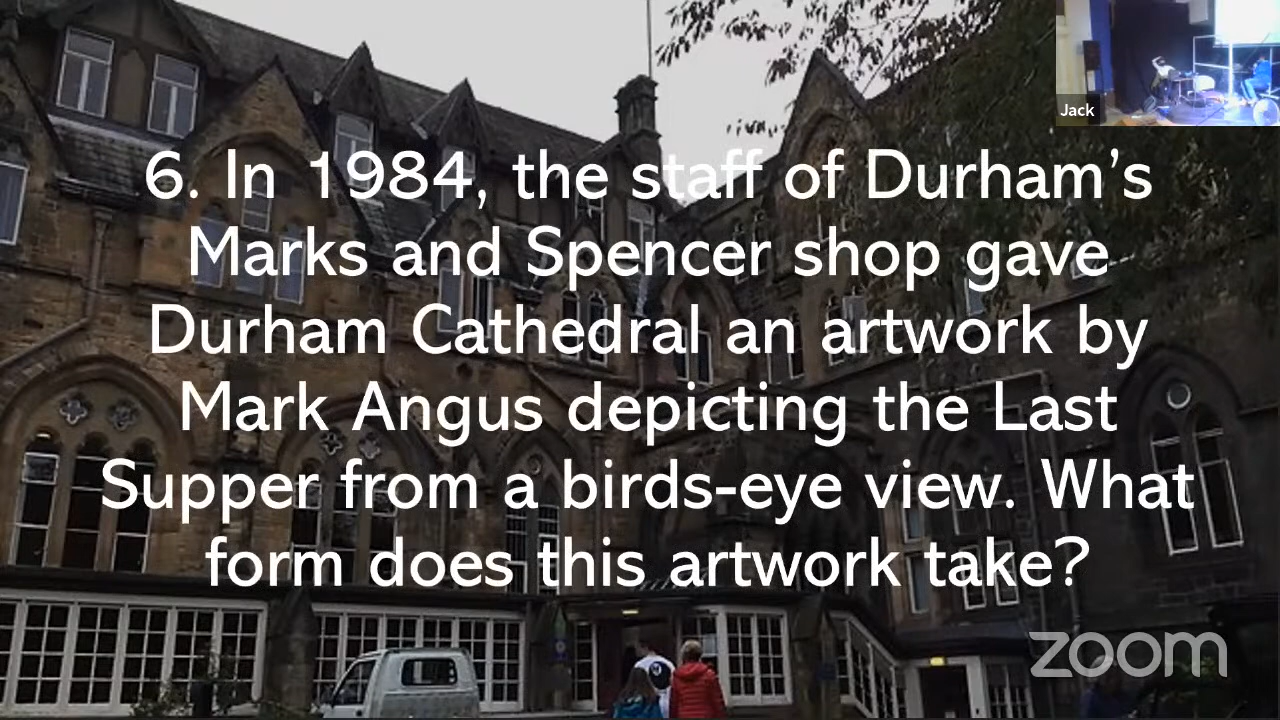 Jack
6. In 1984, the staff of Durham's
Marks and Spencer shop gave
Durham Cathedral an artwork by
Mark Angus depicting the Last
Supper from a birds-eye view. What
form does this artwork take?
zoom